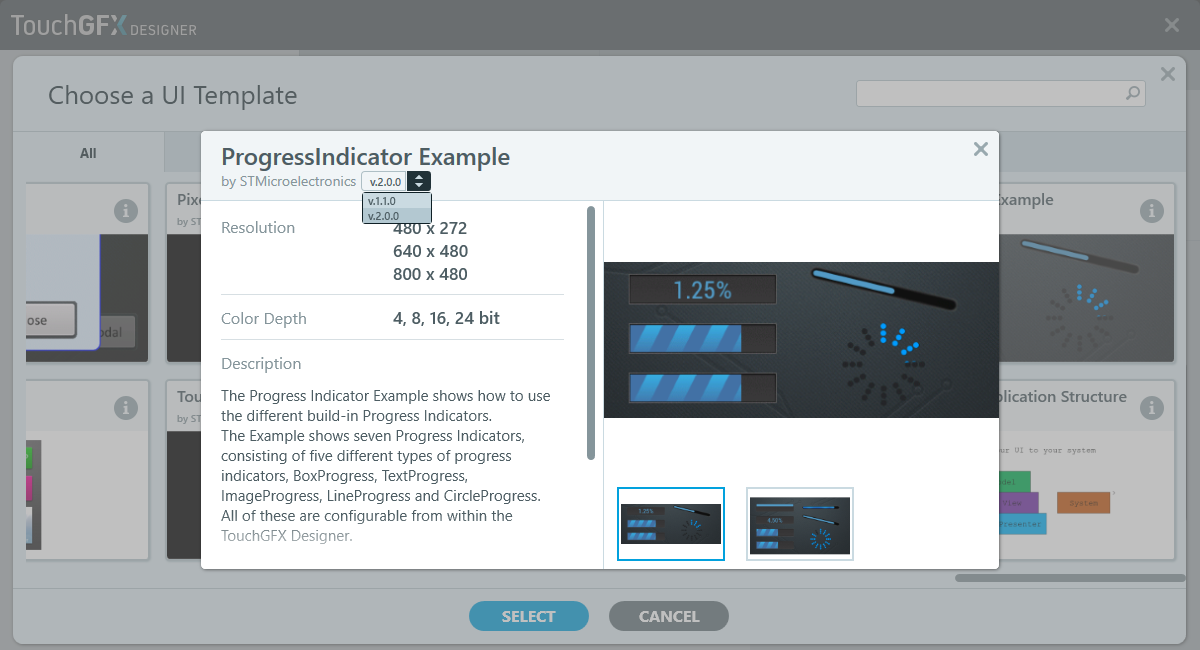 TouchGFX DESIGNER
Choose a UI Template
All
ProgressIndicator Example
by STMicroelectronics v.2.0.0
v.1.1.0
v.2.0.0
Resolution 480 x 272
640 x 480
800 x 480
Color Depth 4, 8, 16, 24 bit
Description
The Progress Indicator Example shows how to use
the different build-in Progress Indicators.
The Example shows seven Progress Indicators,
consisting of five different types of progress
indicators, BoxProgress, TextProgress,
ImageProgress, LineProgress and CircleProgress.
All of these are configurable from within the
TouchGFX Designer.
1.25%
1.25%
4.50%
Pixe
by ST
Example
ose
odal
Tou
by ST
plication Structure
our UI to your system
del
View
Presenter
System
SELECT
CANCEL